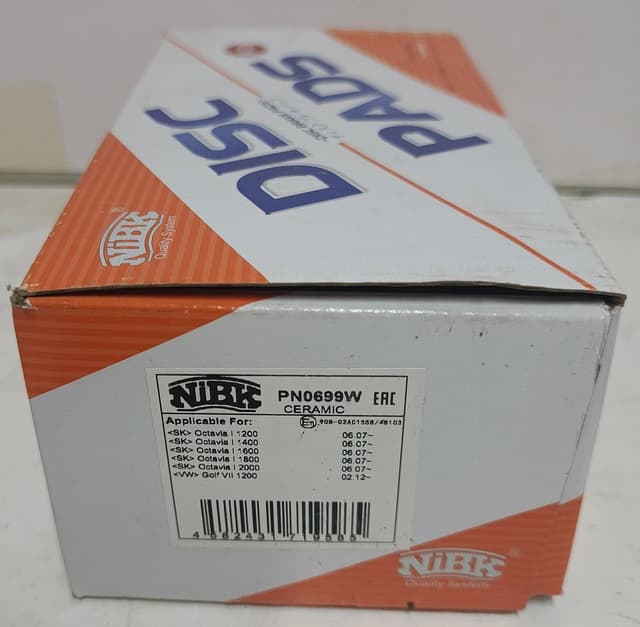 DISC
PADS
NiBK
®
Quality System
NiBK
PN0699W EAC
CERAMIC
Applicable For:
<SK> Octavia I 1200 06.07~
<SK> Octavia I 1400 06.07~
<SK> Octavia I 1600 06.07~
<SK> Octavia I 1800 06.07~
<SK> Octavia I 2000 06.07~
<VW> Golf VII 1200 02.12~
NiBK
®
Quality System